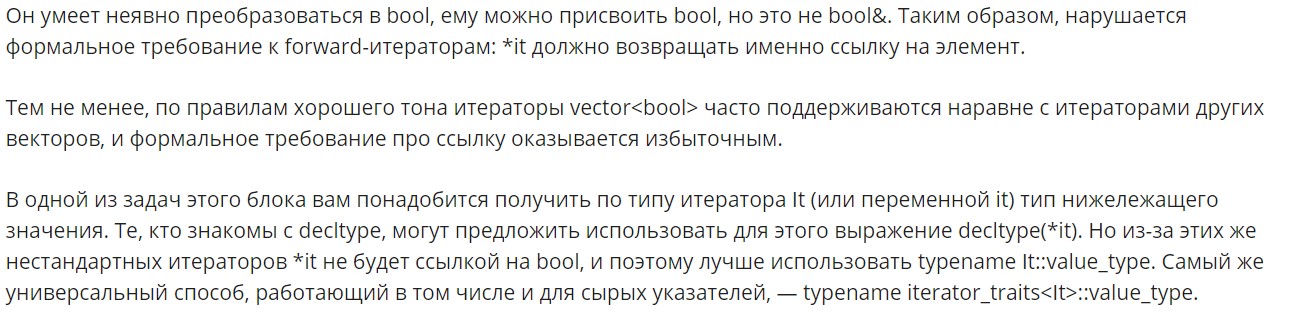 Он умеет неявно преобразоваться в bool, ему можно присвоить bool, но это не bool&. Таким образом, нарушается
формальное требование к forward-итераторам: *it должно возвращать именно ссылку на элемент.
Тем не менее, по правилам хорошего тона итераторы vector<bool> часто поддерживаются наравне с итераторами других
векторов, и формальное требование про ссылку оказывается избыточным.
В одной из задач этого блока вам понадобится получить по типу итератора It (или переменной it) тип нижележащего
значения. Те, кто знакомы с decltype, могут предложить использовать для этого выражение decltype(*it). Но из-за этих же
нестандартных итераторов *it не будет ссылкой на bool, и поэтому лучше использовать typename It::value_type. Самый же
универсальный способ, работающий в том числе и для сырых указателей, — typename iterator_traits<It>::value_type.